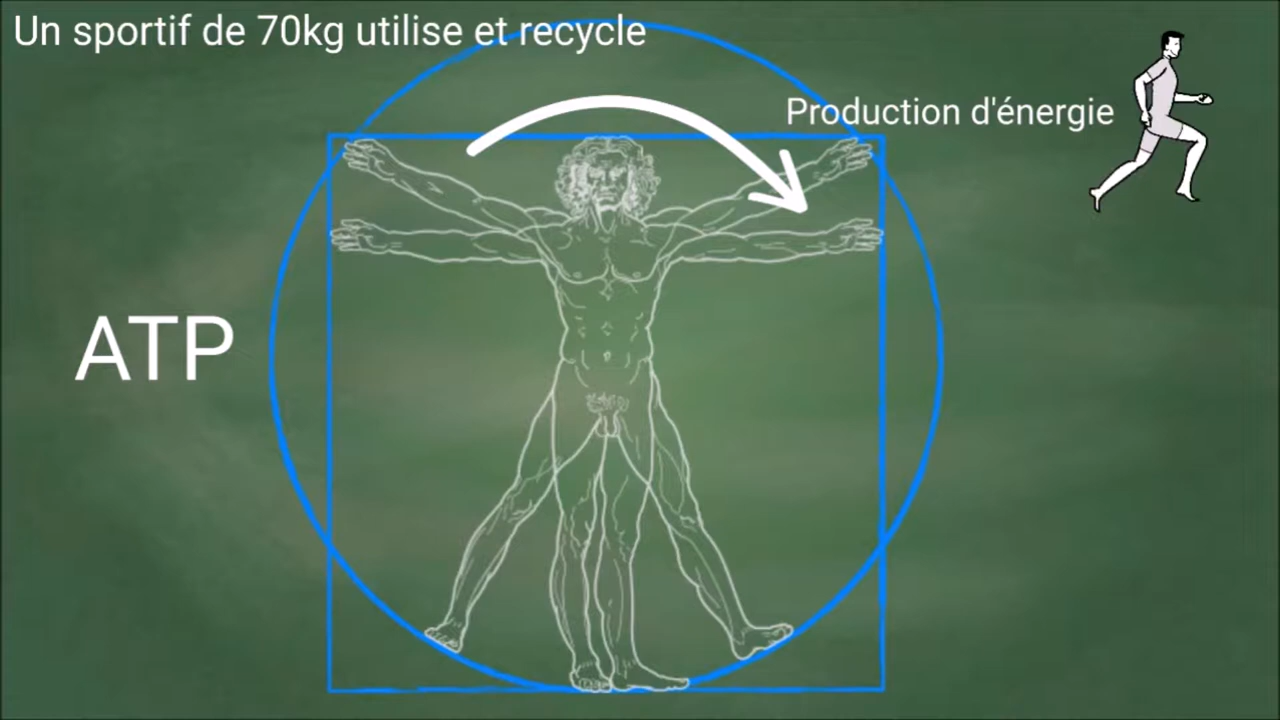 Un sportif de 70kg utilise et recycle
Production d'énergie
ATP